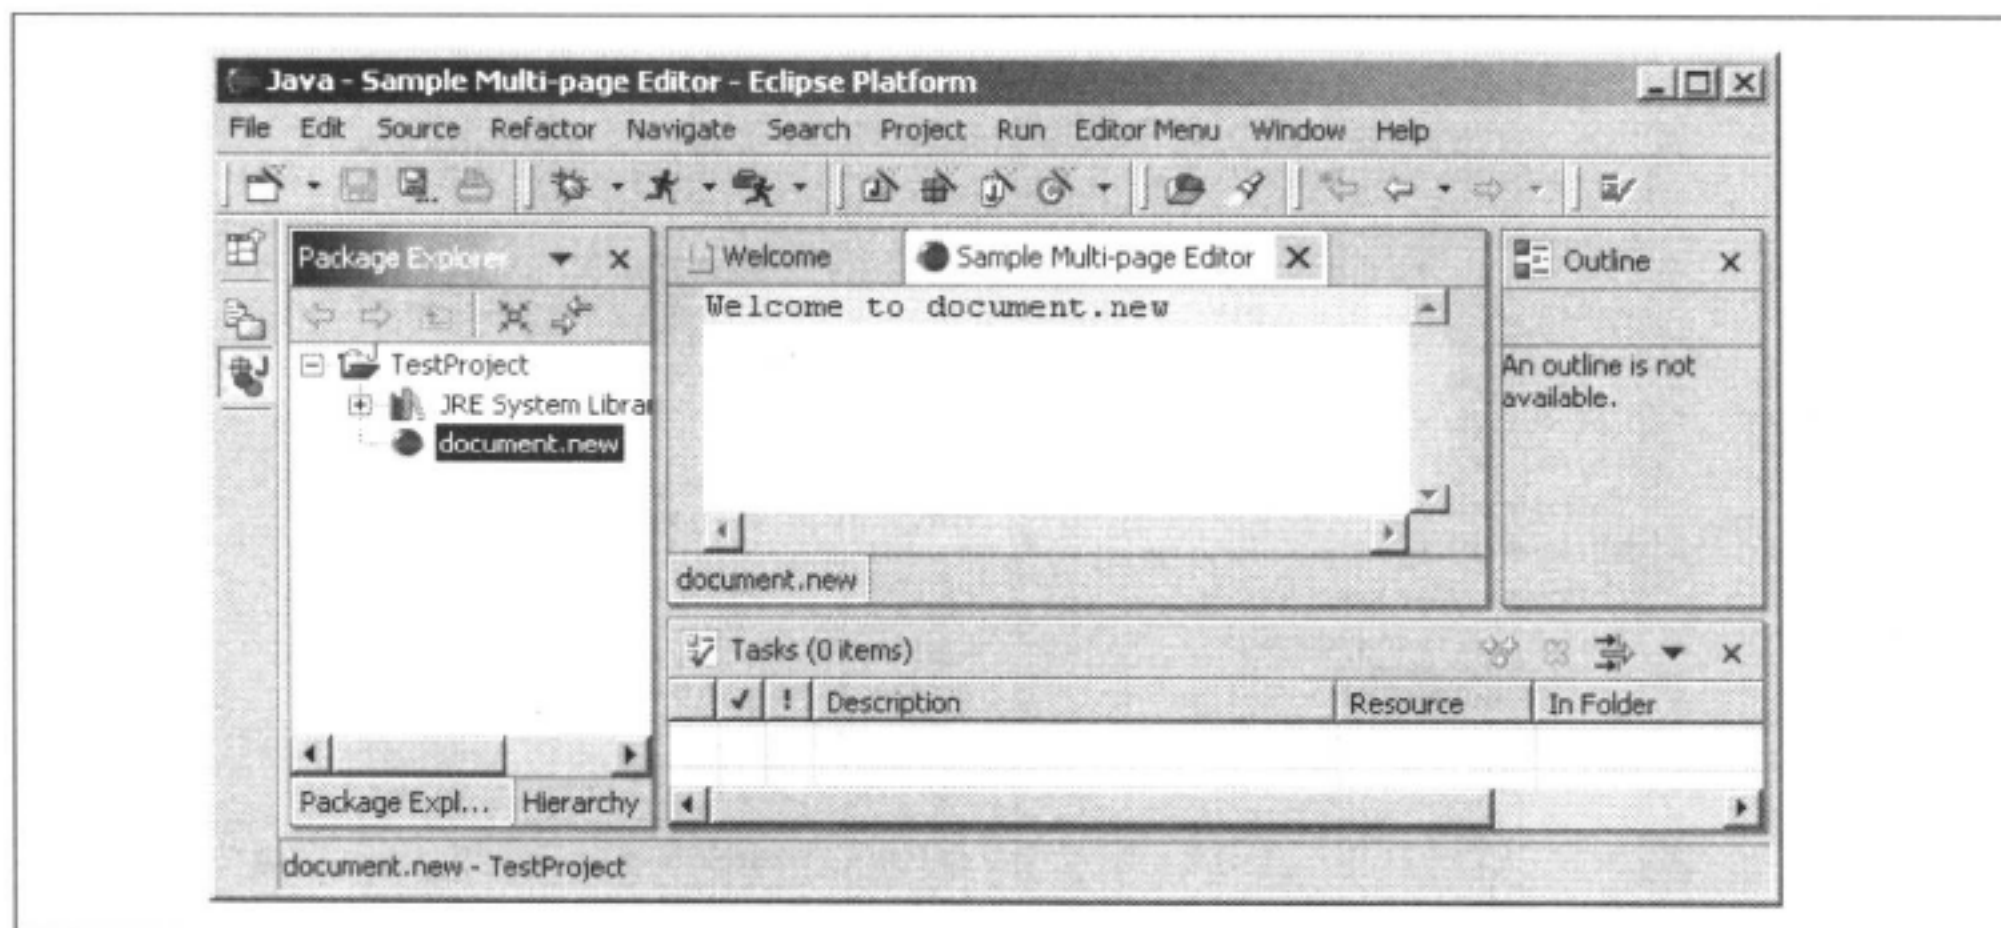 Java - Sample Multi-page Editor - Eclipse Platform
File Edit Source Refactor Navigate Search Project Run Editor Menu Window Help
Package Explorer
Welcome
Sample Multi-page Editor
Outline
Welcome to document.new
TestProject
JRE System Librar
document.new
An outline is not
available.
document.new
Tasks (0 items)
! Description Resource In Folder
Package Expl... Hierarchy
document.new - TestProject